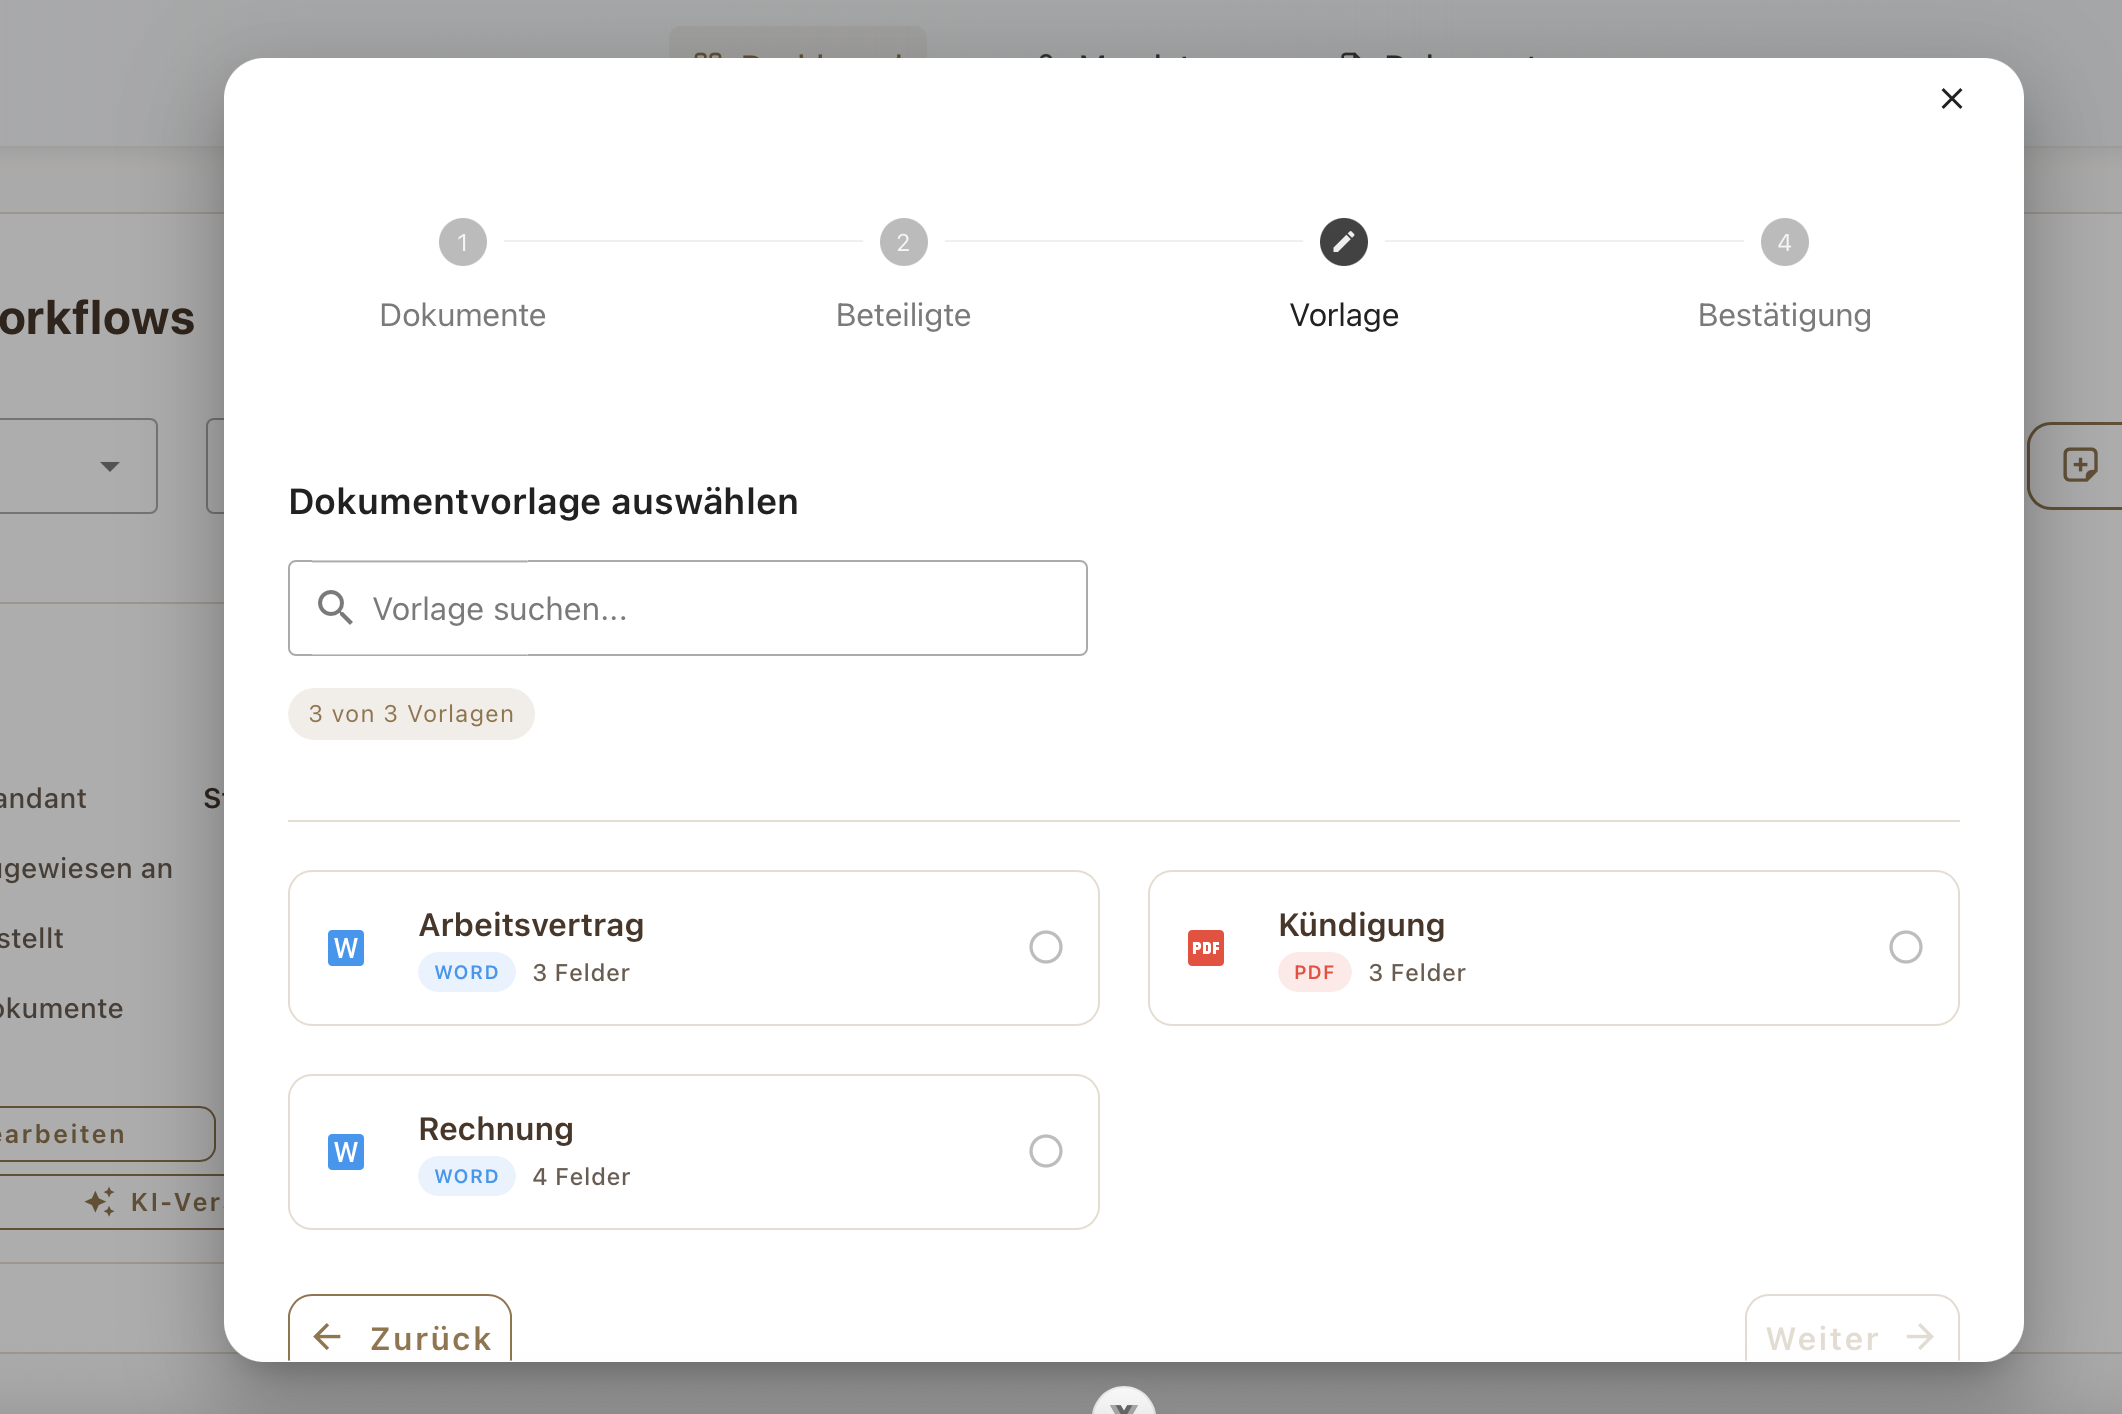 1
2
4
Dokumente
Beteiligte
Vorlage
Bestätigung
orkflows
Dokumentvorlage auswählen
Vorlage suchen...
3 von 3 Vorlagen
andant
gewiesen an
stellt
okumente
earbeiten
KI-Ver
W
Arbeitsvertrag
WORD 3 Felder
PDF
Kündigung
PDF 3 Felder
W
Rechnung
WORD 4 Felder
Zurück
Weiter